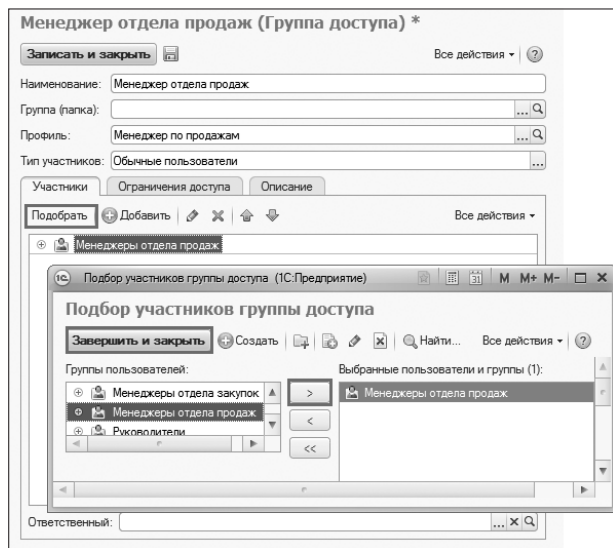 Менеджер отдела продаж (Группа доступа) *
Записать и закрыть Все действия
Наименование: Менеджер отдела продаж
Группа (папка):
Профиль: Менеджер по продажам
Тип участников: Обычные пользователи
Участники Ограничения доступа Описание
Подобрать Добавить Все действия
Менеджеры отдела продаж
1С Подбор участников группы доступа (1С:Предприятие) 31 M M+ M-
Подбор участников группы доступа
Завершить и закрыть Создать Найти... Все действия ?
Группы пользователей: Выбранные пользователи и группы (1):
Менеджеры отдела закупок > Менеджеры отдела продаж
Менеджеры отдела продаж <
Руководители <<
Ответственный: